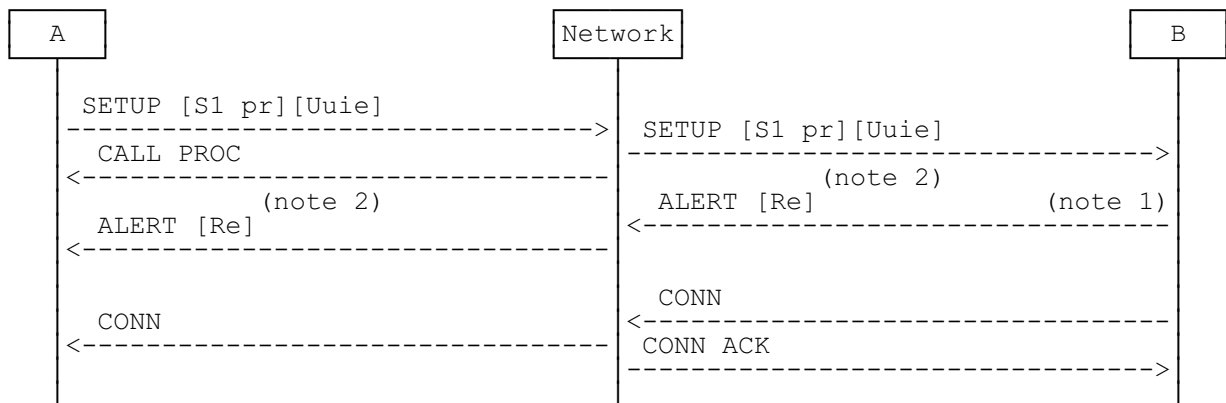 A Network B
SETUP [S1 pr][Uuie]
SETUP [S1 pr][Uuie]
CALL PROC
(note 2)
(note 2)
ALERT [Re] (note 1)
ALERT [Re]
CONN
CONN
CONN ACK